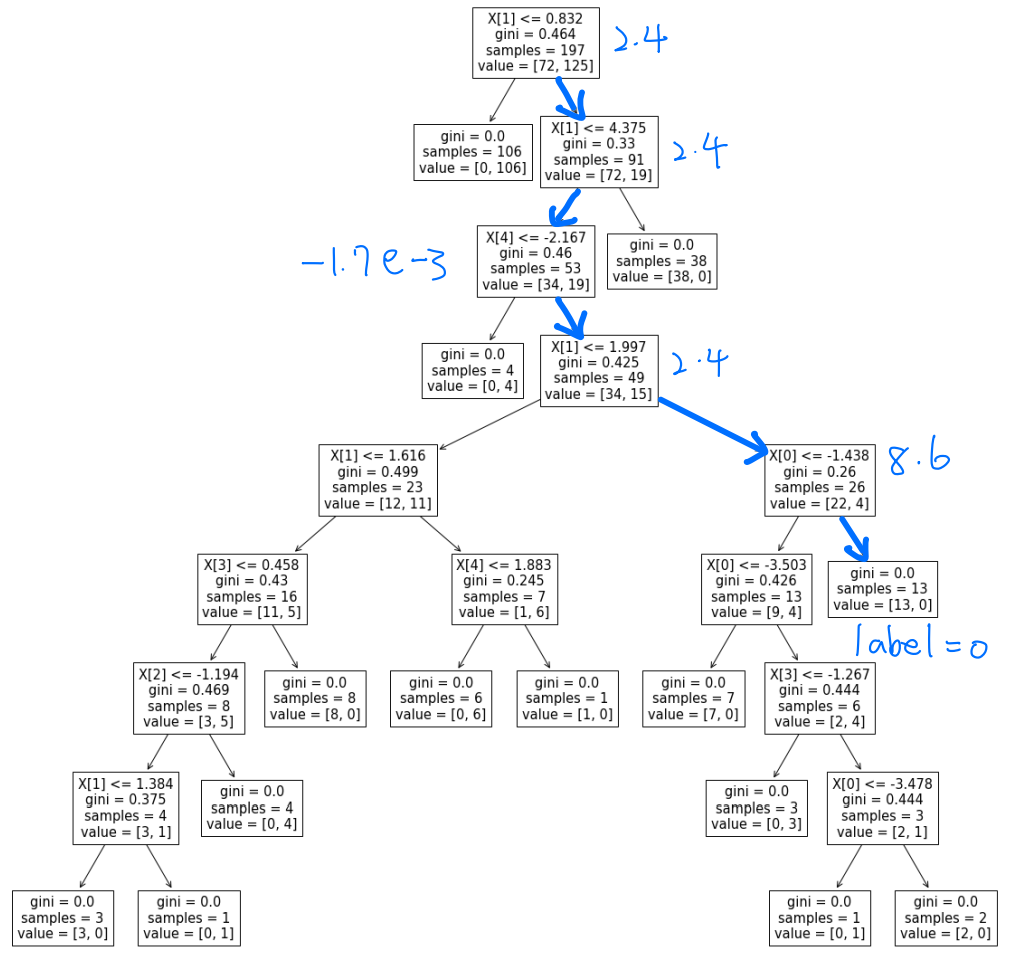 X[1] <= 0.832
gini = 0.464
samples = 197
value = [72, 125]
2.4
gini = 0.0
samples = 106
value = [0, 106]
X[1] <= 4.375
gini = 0.33
samples = 91
value = [72, 19]
2.4
-1.7e-3
X[4] <= -2.167
gini = 0.46
samples = 53
value = [34, 19]
gini = 0.0
samples = 38
value = [38, 0]
gini = 0.0
samples = 4
value = [0, 4]
X[1] <= 1.997
gini = 0.425
samples = 49
value = [34, 15]
2.4
X[1] <= 1.616
gini = 0.499
samples = 23
value = [12, 11]
X[0] <= -1.438
gini = 0.26
samples = 26
value = [22, 4]
8.6
X[3] <= 0.458
gini = 0.43
samples = 16
value = [11, 5]
X[4] <= 1.883
gini = 0.245
samples = 7
value = [1, 6]
X[0] <= -3.503
gini = 0.426
samples = 13
value = [9, 4]
gini = 0.0
samples = 13
value = [13, 0]
label=0
X[2] <= -1.194
gini = 0.469
samples = 8
value = [3, 5]
gini = 0.0
samples = 8
value = [8, 0]
gini = 0.0
samples = 6
value = [0, 6]
gini = 0.0
samples = 1
value = [1, 0]
gini = 0.0
samples = 7
value = [7, 0]
X[3] <= -1.267
gini = 0.444
samples = 6
value = [2, 4]
X[1] <= 1.384
gini = 0.375
samples = 4
value = [3, 1]
gini = 0.0
samples = 4
value = [0, 4]
gini = 0.0
samples = 3
value = [0, 3]
X[0] <= -3.478
gini = 0.444
samples = 3
value = [2, 1]
gini = 0.0
samples = 3
value = [3, 0]
gini = 0.0
samples = 1
value = [0, 1]
gini = 0.0
samples = 1
value = [0, 1]
gini = 0.0
samples = 2
value = [2, 0]